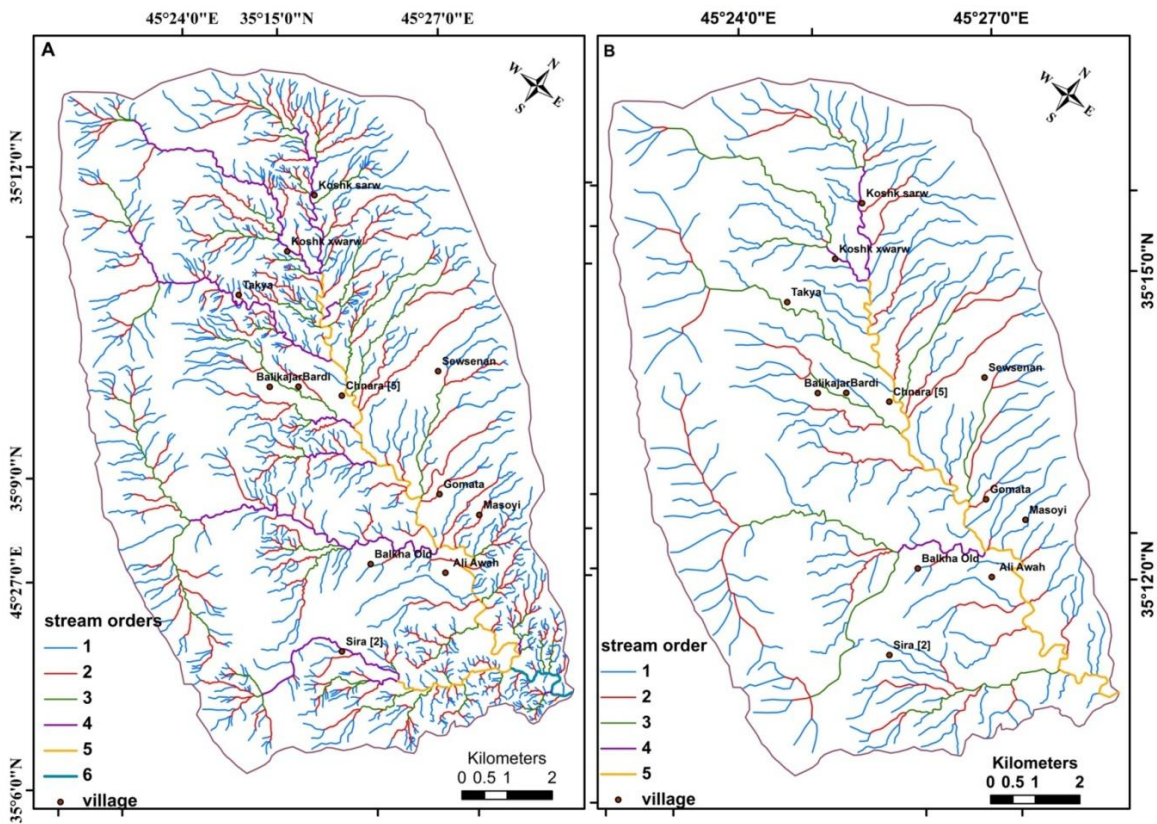 45°24'0"E 35°15'0"N 45°27'0"E
A
N
W
E
S
35°12'0"N
35°9'0"N
45°27'0"E
35°6'0"N
Koshk sarw
Koshk xwarw
Takya
Sewsenan
BalikajarBardi
Chnara [5]
Gomata
Masoyi
Balkha Old
Ali Awah
Sira [2]
stream orders
1
2
3
4
5
6
village
Kilometers
0 0.5 1 2
45°24'0"E 45°27'0"E
B
N
W
E
S
35°15'0"N
35°12'0"N
Koshk sarw
Koshk xwarw
Takya
Sewsenan
BalikajarBardi
Chnara [5]
Gomata
Masoyi
Balkha Old
Ali Awah
Sira [2]
stream order
1
2
3
4
5
village
Kilometers
0 0.5 1 2